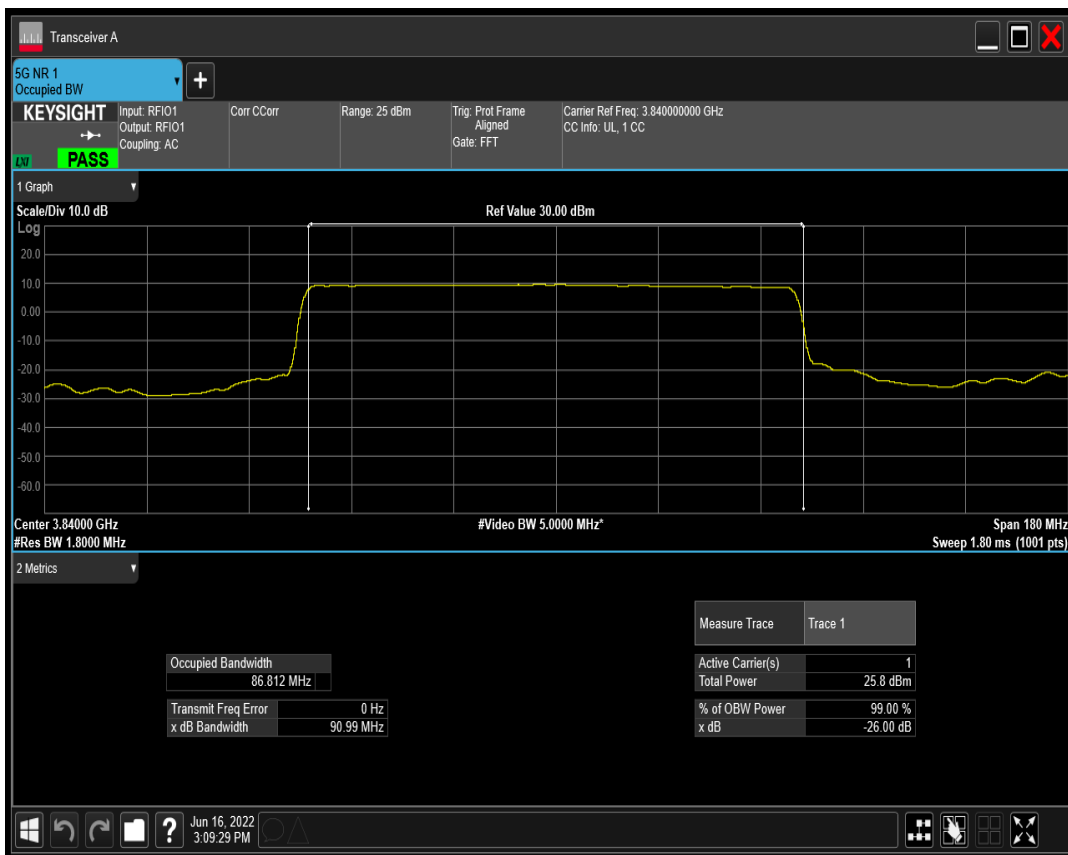 Transceiver A
5G NR 1
Occupied BW
+
KEYSIGHT
LXI
PASS
Input: RFIO1
Output: RFIO1
Coupling: AC
Corr CCorr
Range: 25 dBm
Trig: Prot Frame
Aligned
Gate: FFT
Carrier Ref Freq: 3.840000000 GHz
CC Info: UL, 1 CC
1 Graph
Scale/Div 10.0 dB
Ref Value 30.00 dBm
Log
20.0
10.0
0.00
-10.0
-20.0
-30.0
-40.0
-50.0
-60.0
Center 3.84000 GHz
#Video BW 5.0000 MHz*
Span 180 MHz
#Res BW 1.8000 MHz
Sweep 1.80 ms (1001 pts)
2 Metrics
Measure Trace Trace 1
Occupied Bandwidth
86.812 MHz
Active Carrier(s) 1
Total Power 25.8 dBm
Transmit Freq Error 0 Hz
x dB Bandwidth 90.99 MHz
% of OBW Power 99.00 %
x dB -26.00 dB
?
Jun 16, 2022
3:09:29 PM